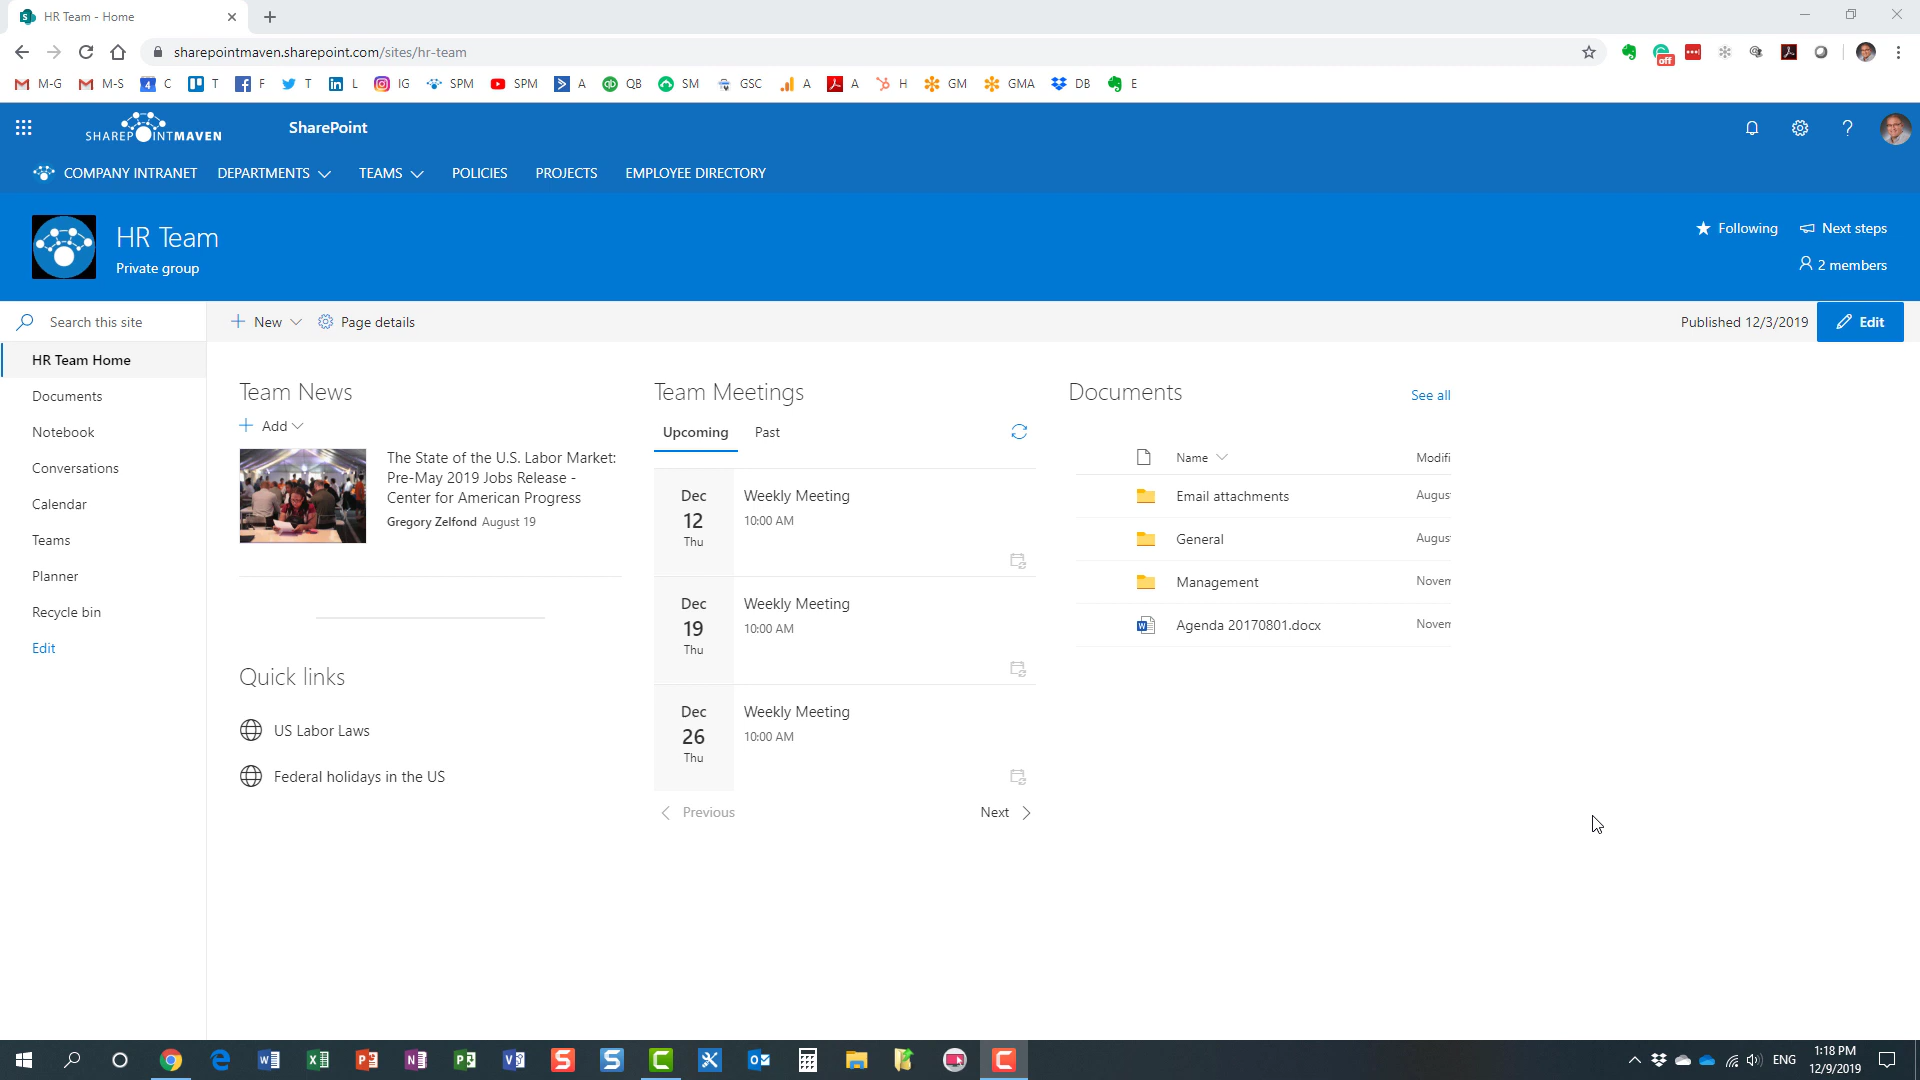 HR Team - Home
sharepointmaven.sharepoint.com/sites/hr-team
M-G M-S 4 C T F T L IG SPM SPM A QB SM GSC A A H GM GMA DB E
off
SHAREPOINTMAVEN
SharePoint
COMPANY INTRANET DEPARTMENTS TEAMS POLICIES PROJECTS EMPLOYEE DIRECTORY
HR Team
Private group
Following Next steps
2 members
Search this site
New Page details
Published 12/3/2019 Edit
HR Team Home
Documents
Notebook
Conversations
Calendar
Teams
Planner
Recycle bin
Edit
Team News
Add
The State of the U.S. Labor Market:
Pre-May 2019 Jobs Release -
Center for American Progress
Gregory Zelfond August 19
Quick links
US Labor Laws
Federal holidays in the US
Team Meetings
Upcoming Past
Dec
12
Thu
Weekly Meeting
10:00 AM
Dec
19
Thu
Weekly Meeting
10:00 AM
Dec
26
Thu
Weekly Meeting
10:00 AM
Previous Next
Documents See all
Name Modifi
Email attachments Augus
General Augus
Management Novem
Agenda 20170801.docx Novem
ENG
1:18 PM
12/9/2019